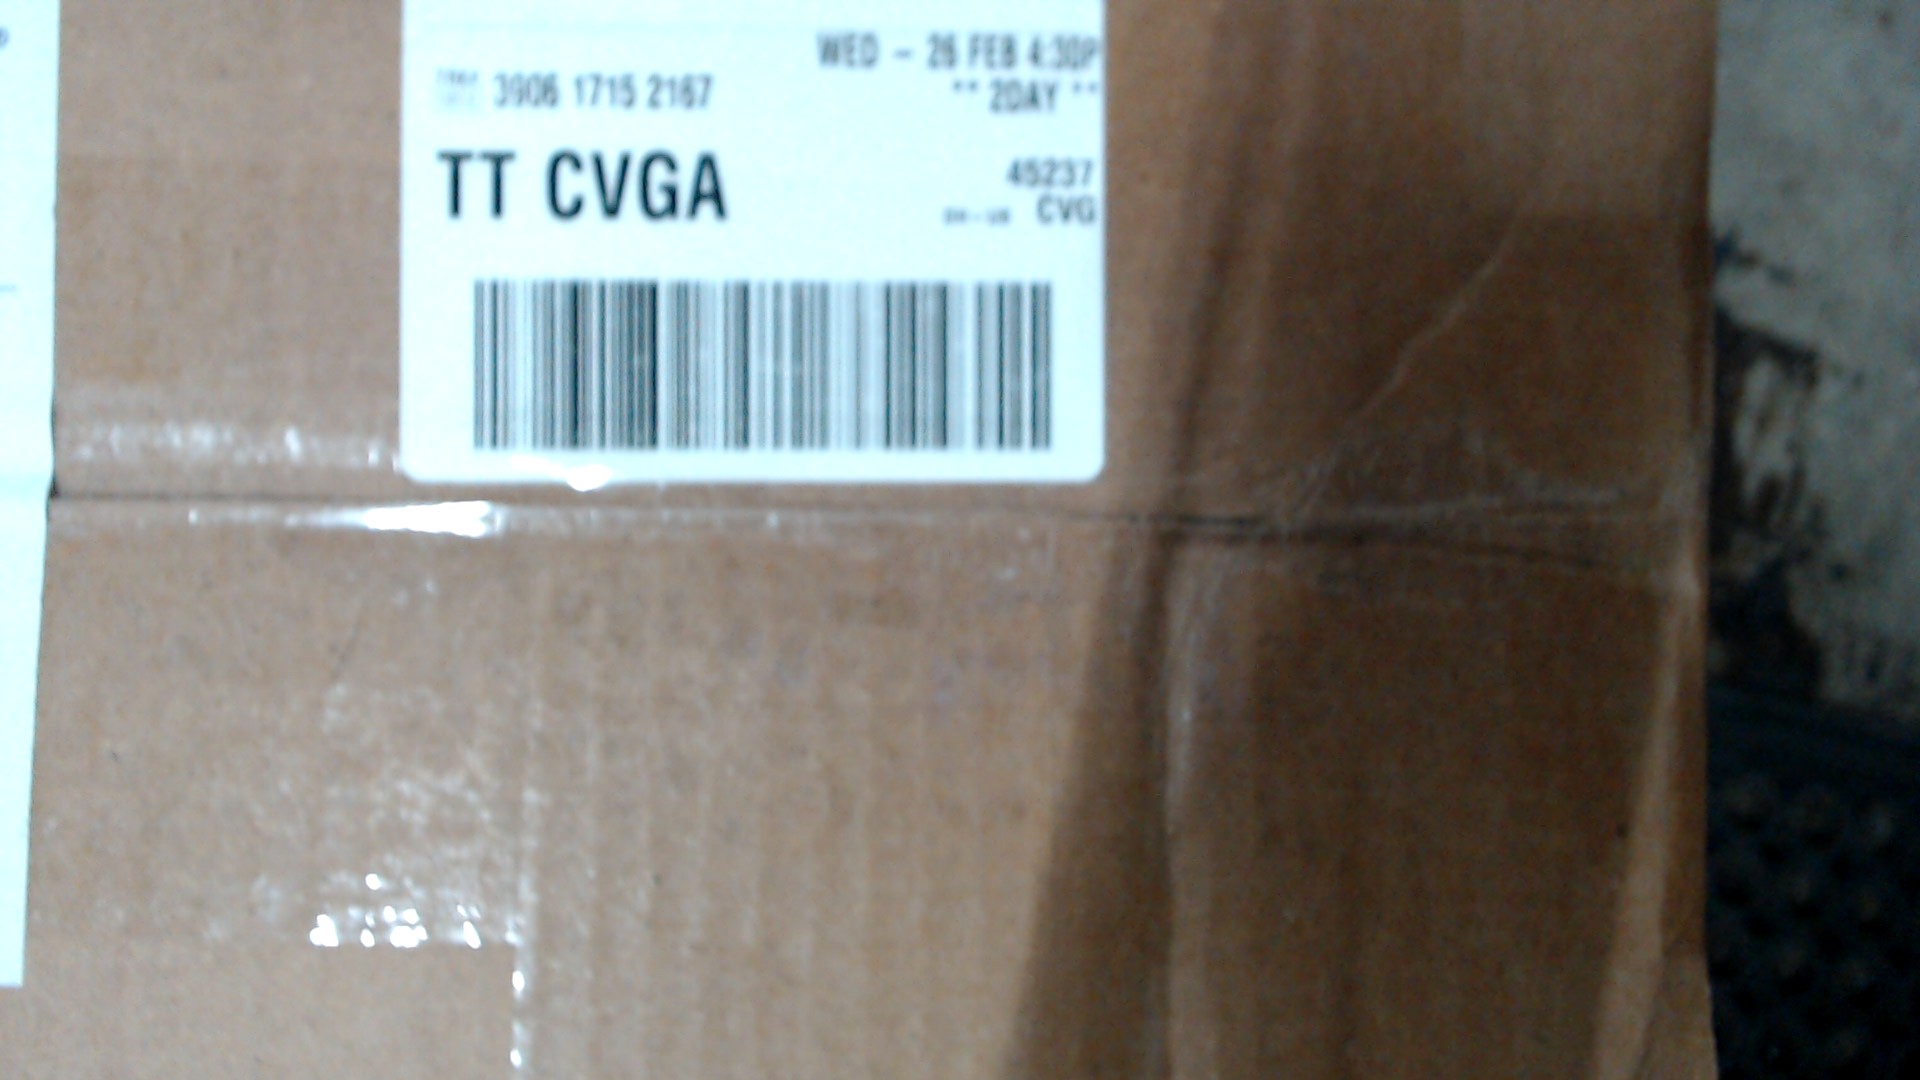 WED - 26 FEB 4:30P
3906 1715 2167
** 2DAY **
TT CVGA
45237
CVG